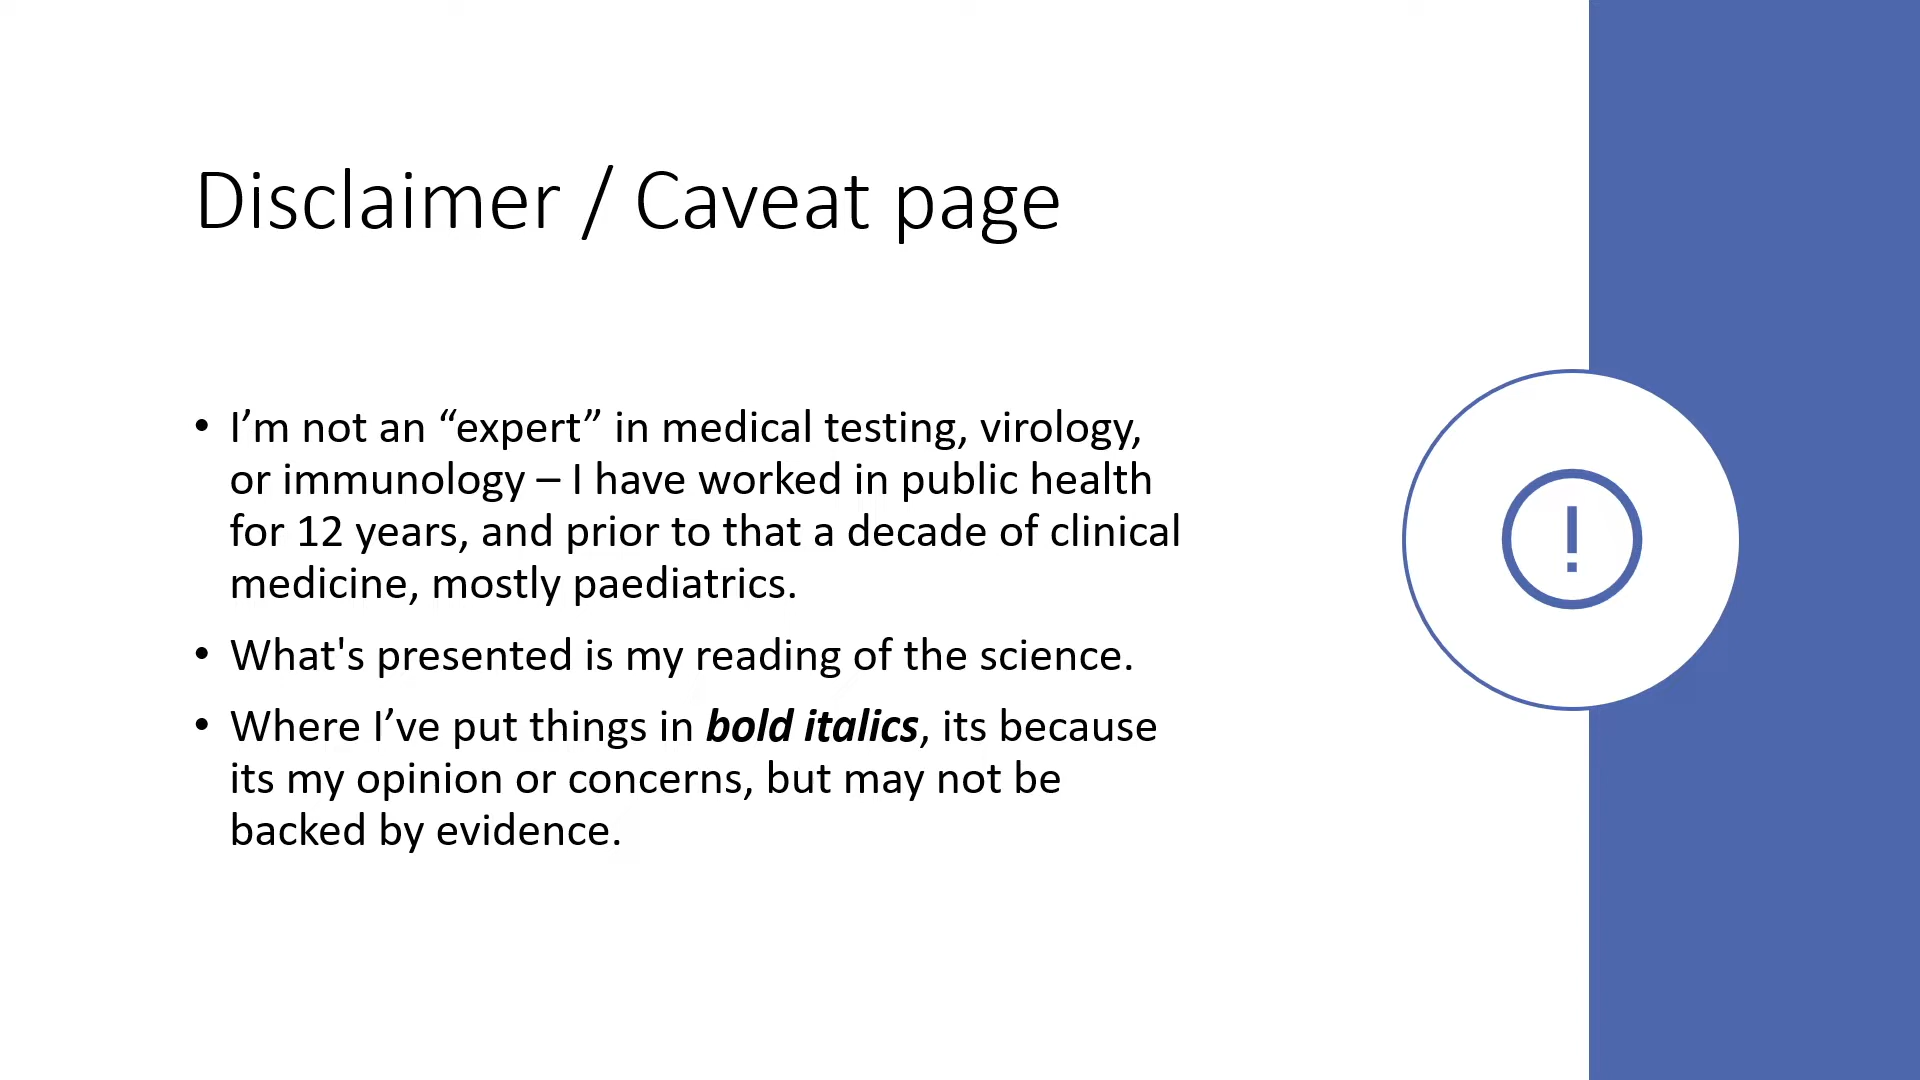 Disclaimer / Caveat page
• I’m not an “expert” in medical testing, virology,
or immunology – I have worked in public health
for 12 years, and prior to that a decade of clinical
medicine, mostly paediatrics.
• What's presented is my reading of the science.
• Where I’ve put things in bold italics, its because
its my opinion or concerns, but may not be
backed by evidence.
!